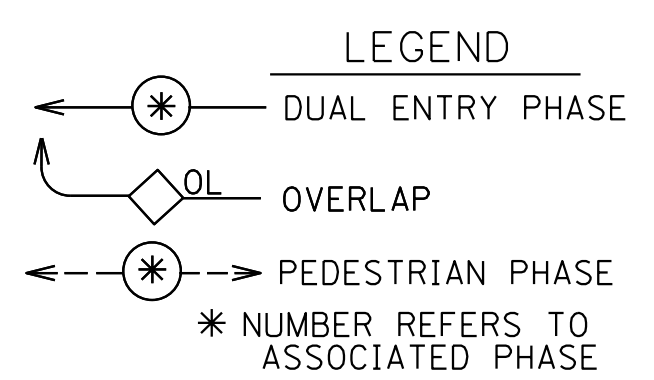 LEGEND
* DUAL ENTRY PHASE
OL OVERLAP
* PEDESTRIAN PHASE
* NUMBER REFERS TO
ASSOCIATED PHASE